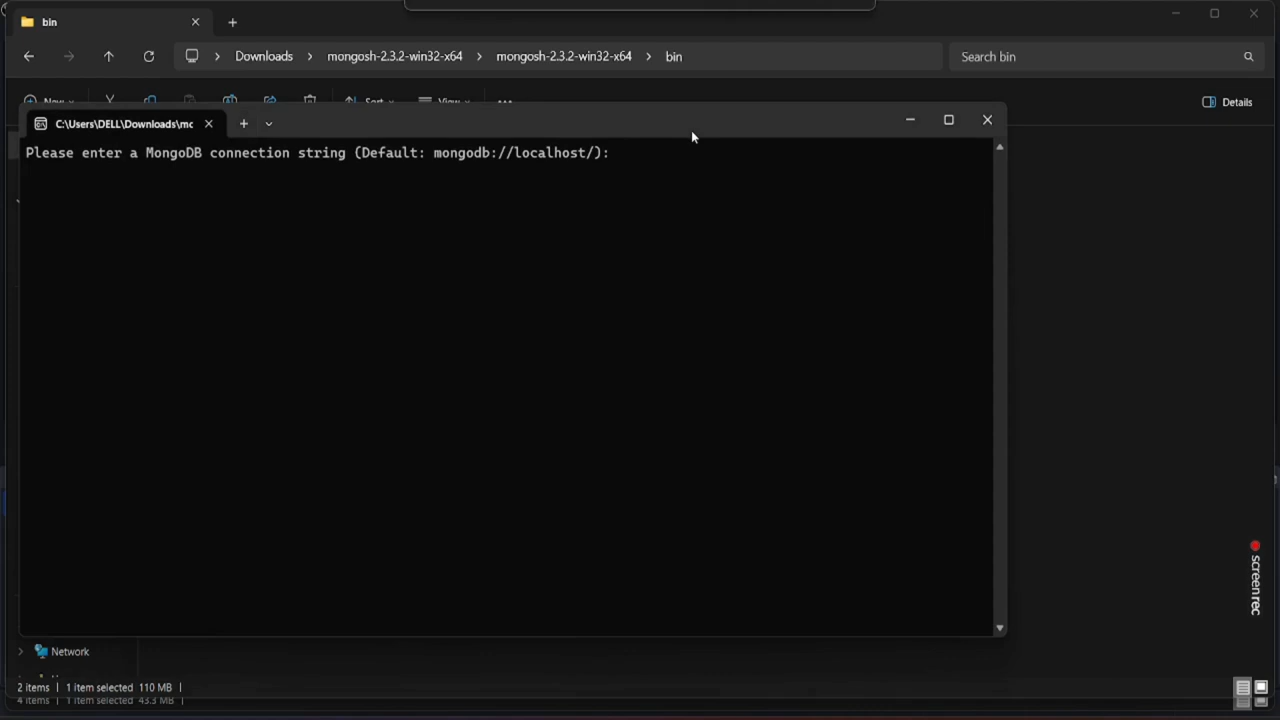 bin
Downloads > mongosh-2.3.2-win32-x64 > mongosh-2.3.2-win32-x64 > bin
Search bin
New
Sort
View
Details
C:\Users\DELL\Downloads\mc
Please enter a MongoDB connection string (Default: mongodb://localhost/):
screenrec
Network
2 items | 1 item selected 110 MB |
4 items | 1 item selected 43.3 MB |